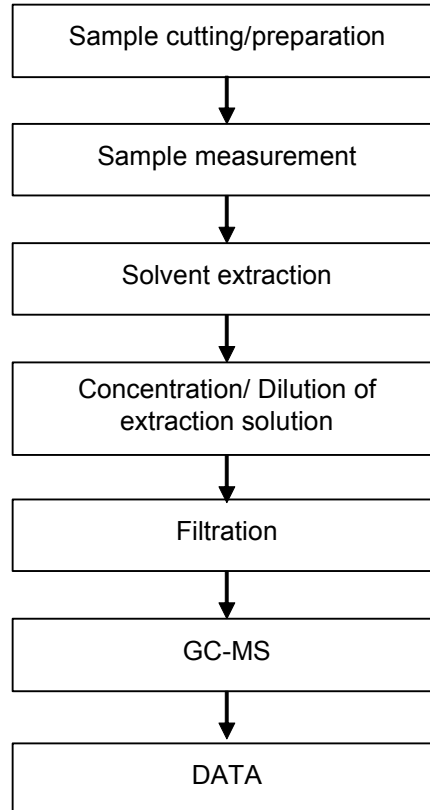 Sample cutting/preparation
Sample measurement
Solvent extraction
Concentration/ Dilution of
extraction solution
Filtration
GC-MS
DATA